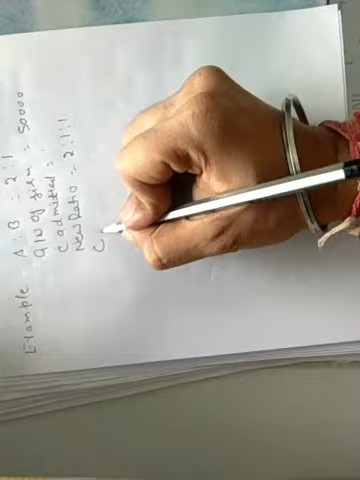 Example - A : B = 2 : 1
G/W of firm = 50000
C admitted :
New Ratio - 2:1:1
C